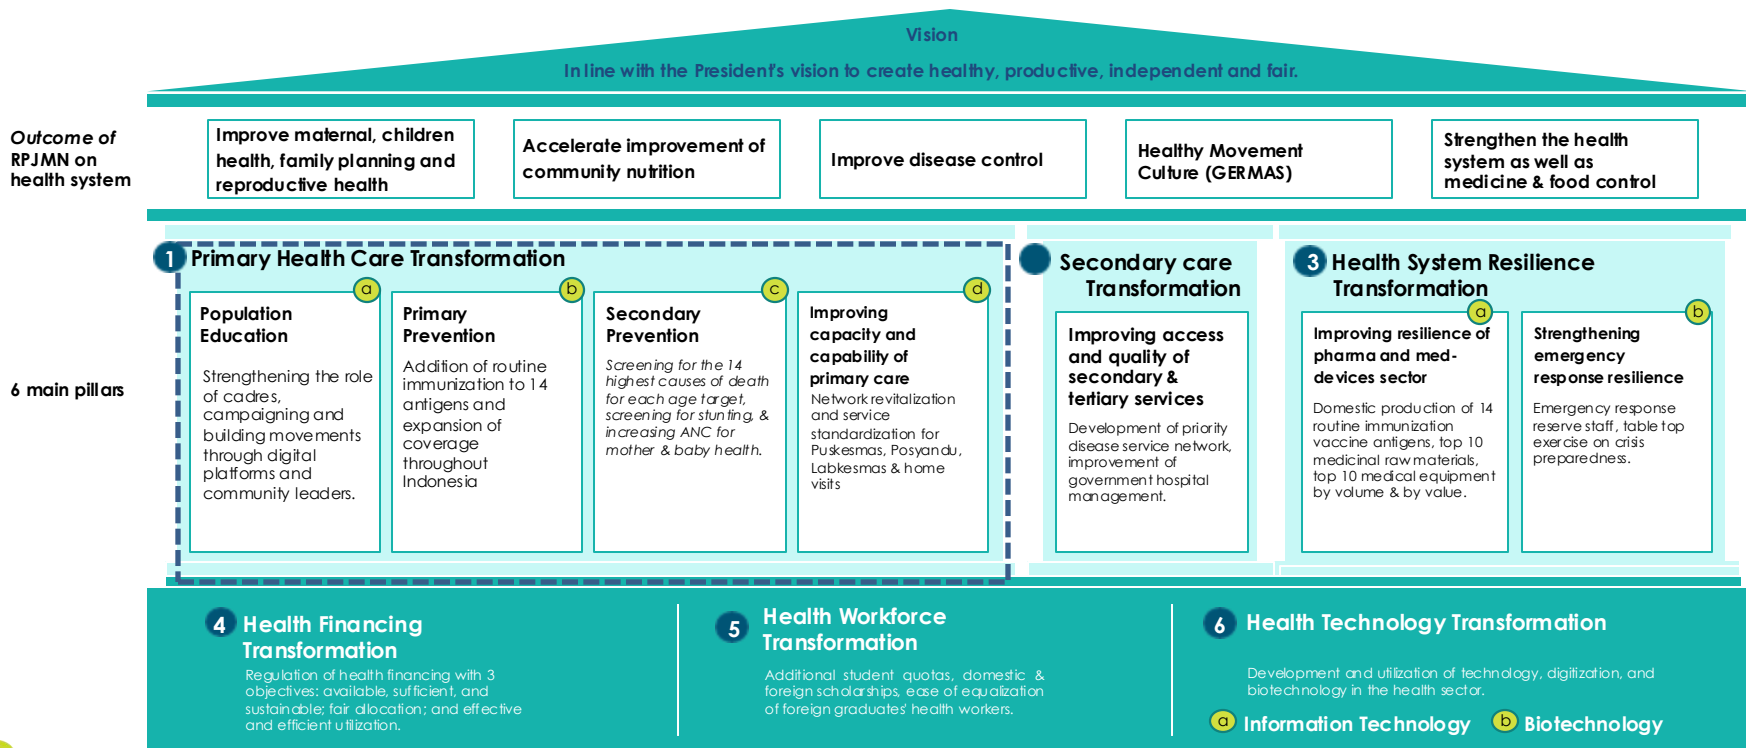 Vision
In line with the President's vision to create healthy, productive, independent and fair.
Outcome of
RPJMN on
health system
Improve maternal, children
health, family planning and
reproductive health
Accelerate improvement of
community nutrition
Improve disease control
Healthy Movement
Culture (GERMAS)
Strengthen the health
system as well as
medicine & food control
6 main pillars
1 Primary Health Care Transformation
a
Population
Education
Strengthening the role
of cadres,
campaigning and
building movements
through digital
platforms and
community leaders.
b
Primary
Prevention
Addition of routine
immunization to 14
antigens and
expansion of
coverage
throughout
Indonesia
c
Secondary
Prevention
Screening for the 14
highest causes of death
for each age target,
screening for stunting, &
increasing ANC for
mother & baby health.
d
Improving
capacity and
capability of
primary care
Network revitalization
and service
standardization for
Puskesmas, Posyandu,
Labkesmas & home
visits
Secondary care
Transformation
Improving access
and quality of
secondary &
tertiary services
Development of priority
disease service network,
improvement of
government hospital
management.
3 Health System Resilience
Transformation
a
Improving resilience of
pharma and med-
devices sector
Domestic production of 14
routine immunization
vaccine antigens, top 10
medicinal raw materials,
top 10 medical equipment
by volume & by value.
b
Strengthening
emergency
response resilience
Emergency response
reserve staff, table top
exercise on crisis
preparedness.
4 Health Financing
Transformation
Regulation of health financing with 3
objectives: available, sufficient, and
sustainable; fair allocation; and effective
and efficient utilization.
5 Health Workforce
Transformation
Additional student quotas, domestic &
foreign scholarships, ease of equalization
of foreign graduates' health workers.
6 Health Technology Transformation
Development and utilization of technology, digitization, and
biotechnology in the health sector.
a Information Technology b Biotechnology